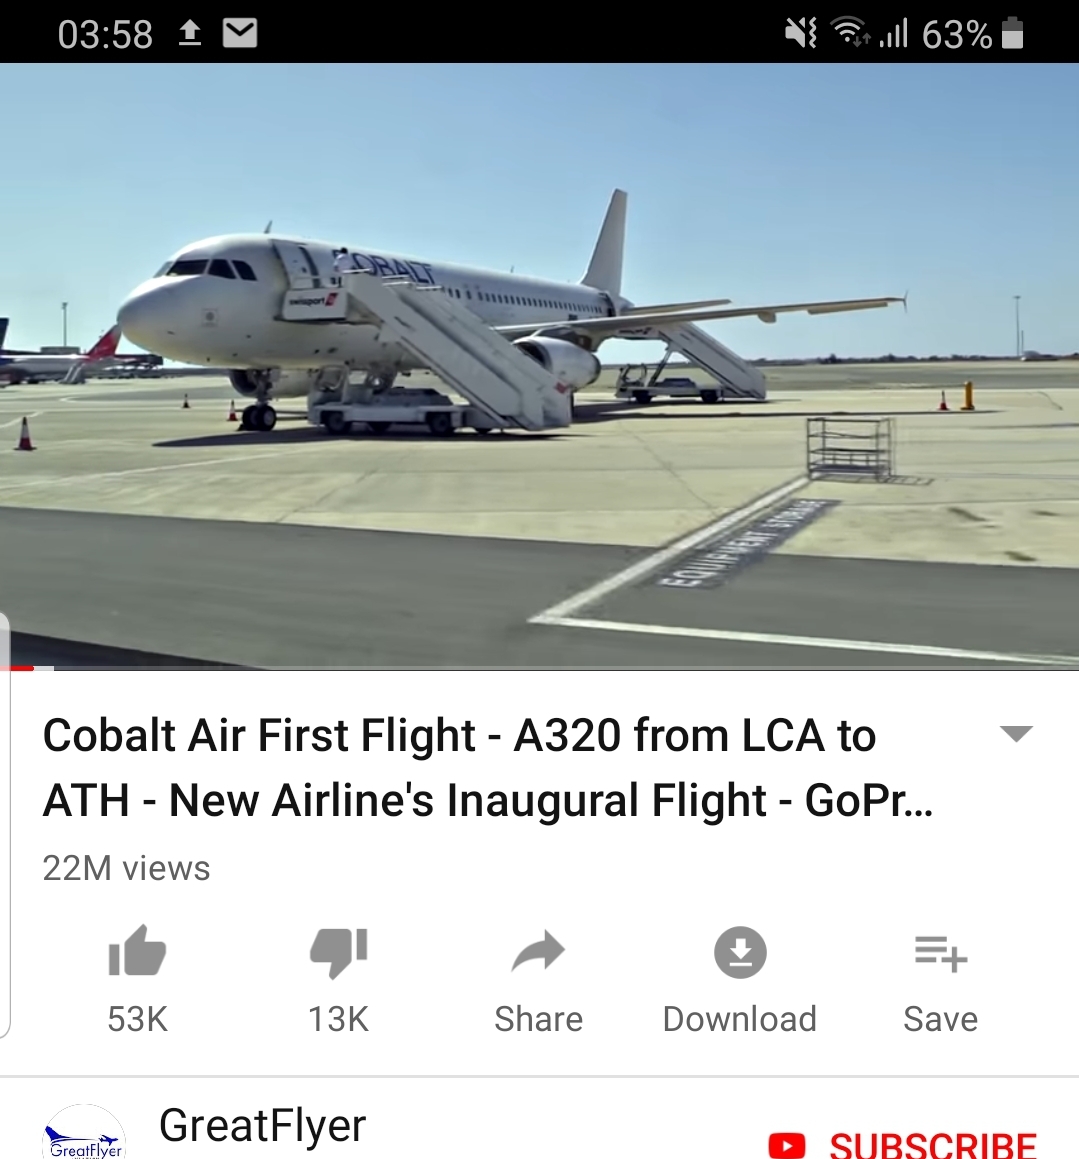 03:58 63%
COBALT
swissport
EQUIPMENT STORAGE
Cobalt Air First Flight - A320 from LCA to
ATH - New Airline's Inaugural Flight - GoPr...
22M views
53K 13K Share Download Save
GreatFlyer
GreatFlyer
SUBSCRIBE